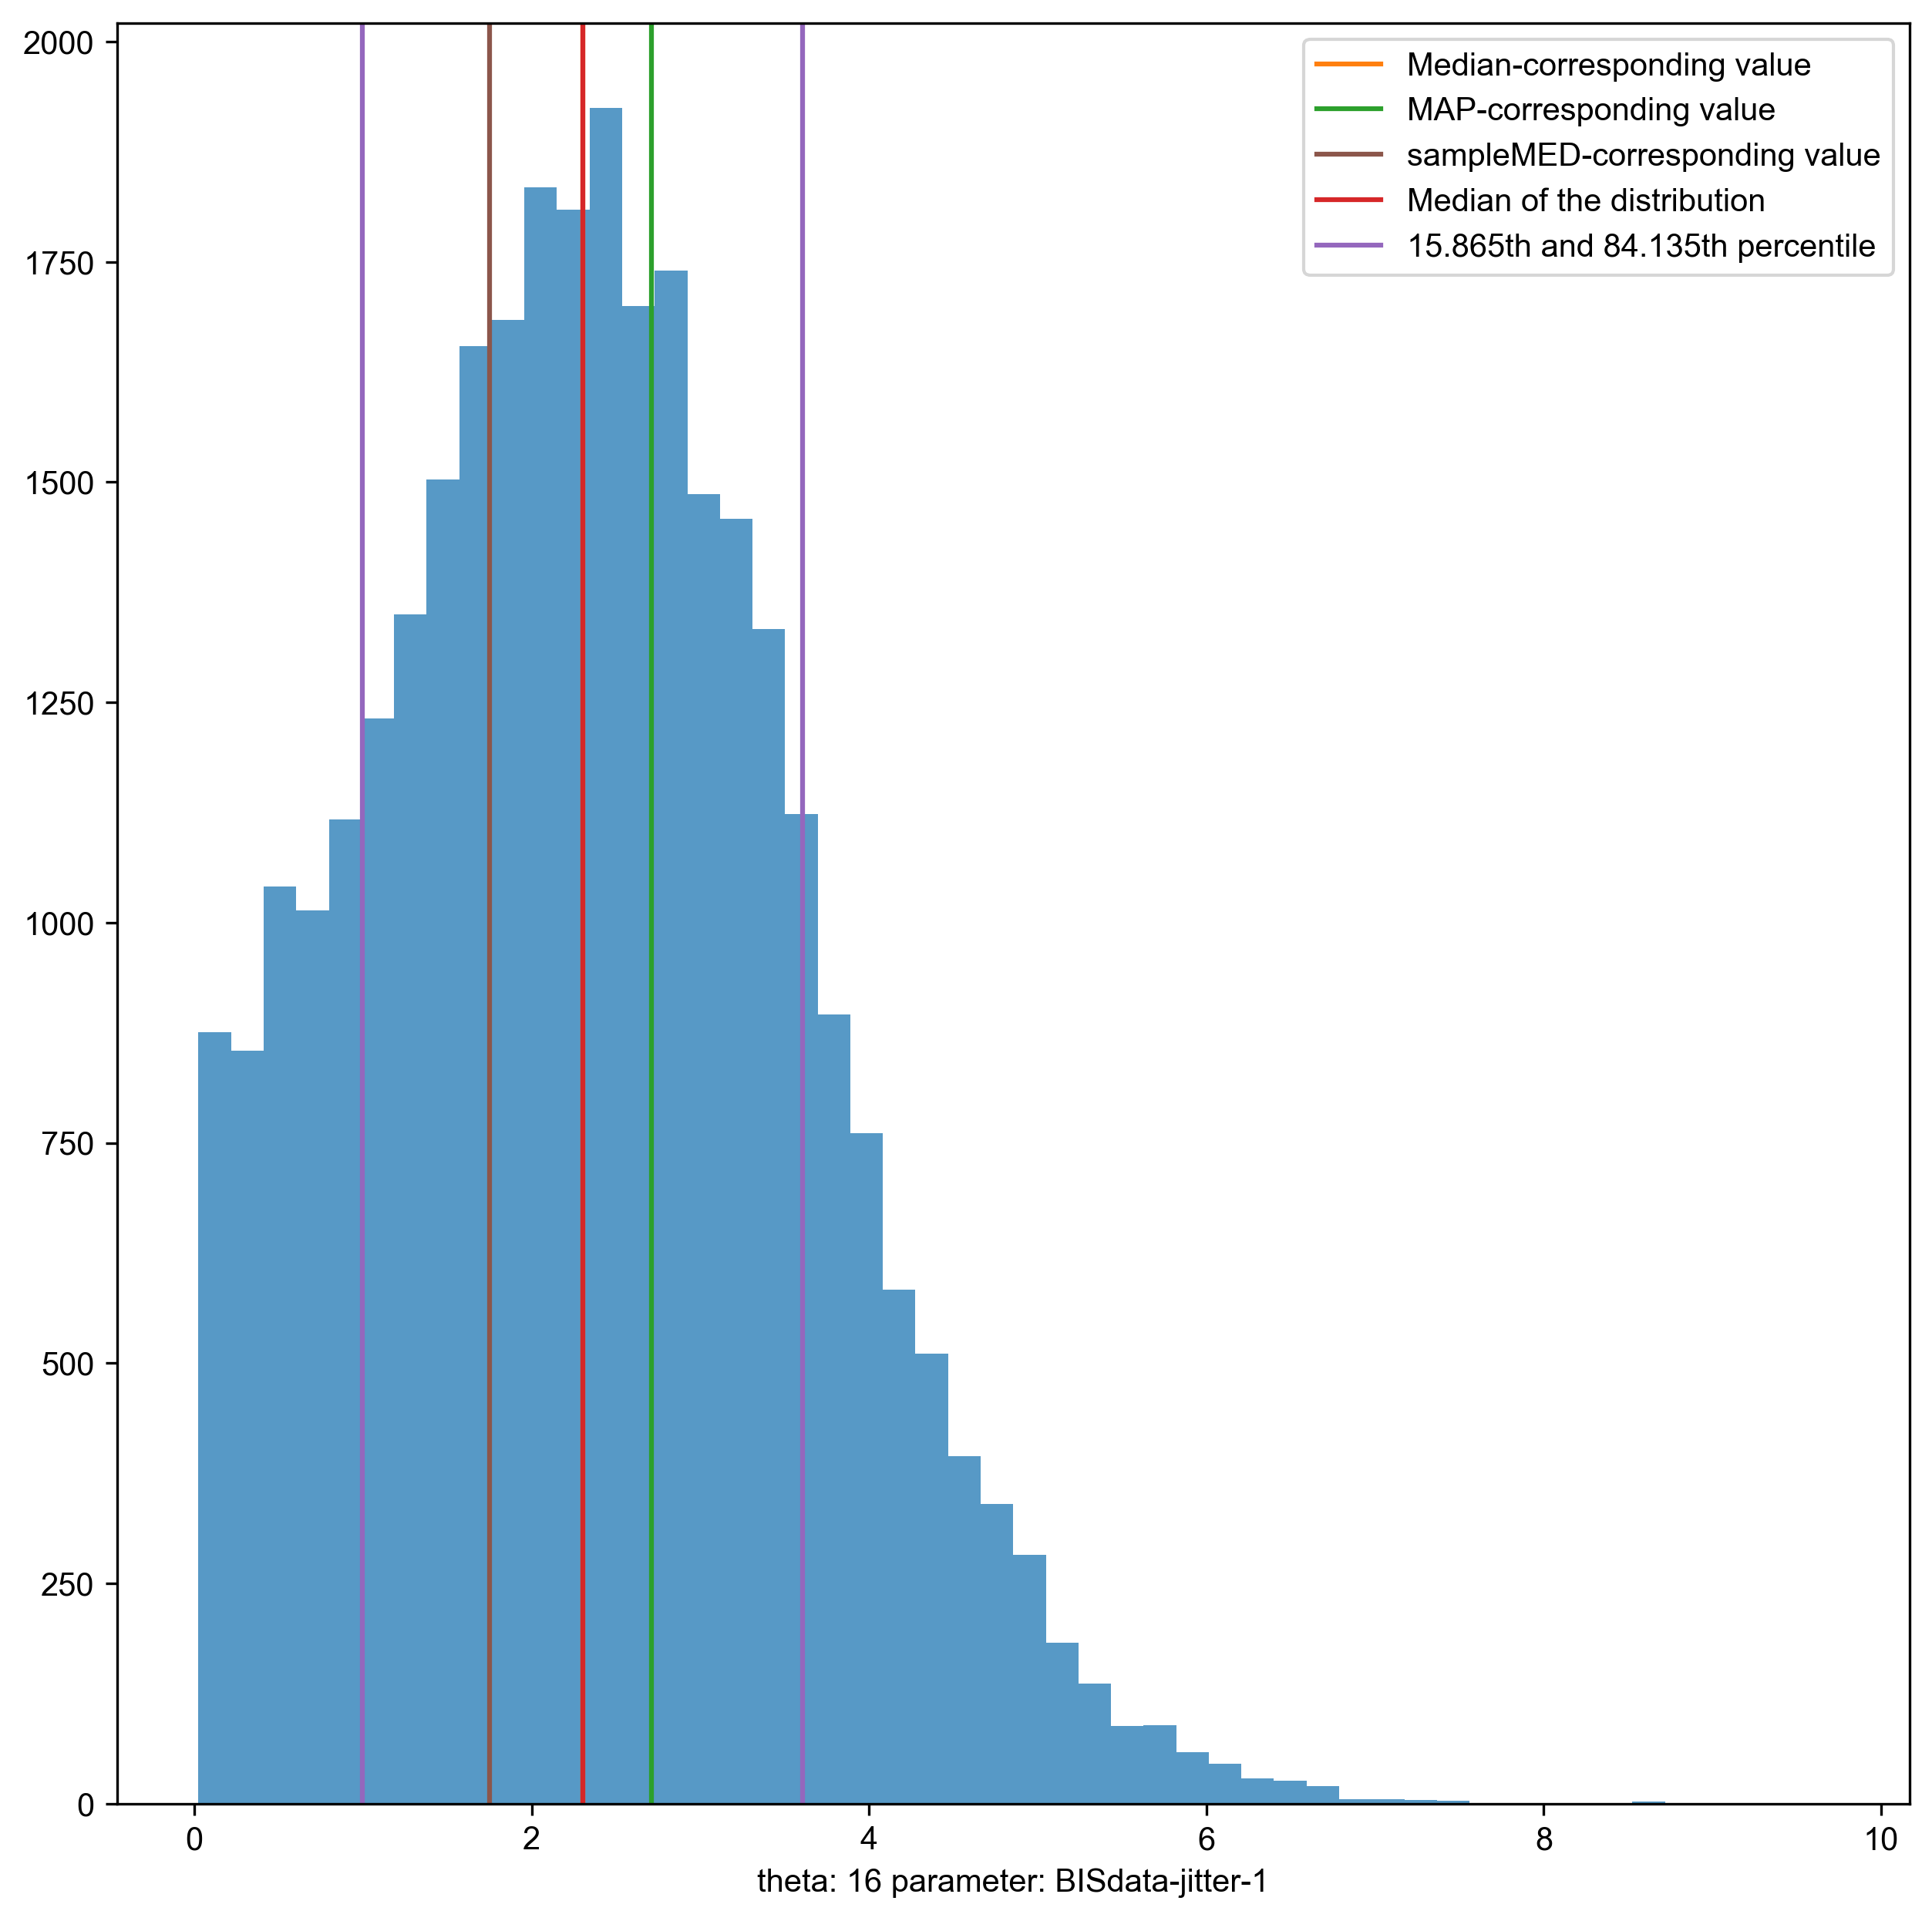 2000
1750
1500
1250
1000
750
500
250
0
Median-corresponding value
MAP-corresponding value
sampleMED-corresponding value
Median of the distribution
15.865th and 84.135th percentile
0 2 4 6 8 10
theta: 16 parameter: BISdata-jitter-1